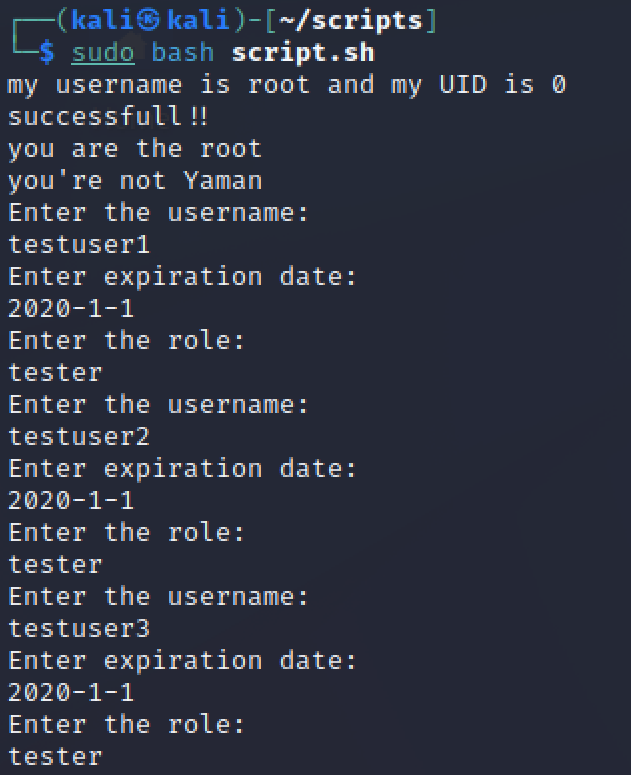 ┌──(kali㉿kali)-[~/scripts]
└─$ sudo bash script.sh
my username is root and my UID is 0
successfull!!
you are the root
you're not Yaman
Enter the username:
testuser1
Enter expiration date:
2020-1-1
Enter the role:
tester
Enter the username:
testuser2
Enter expiration date:
2020-1-1
Enter the role:
tester
Enter the username:
testuser3
Enter expiration date:
2020-1-1
Enter the role:
tester